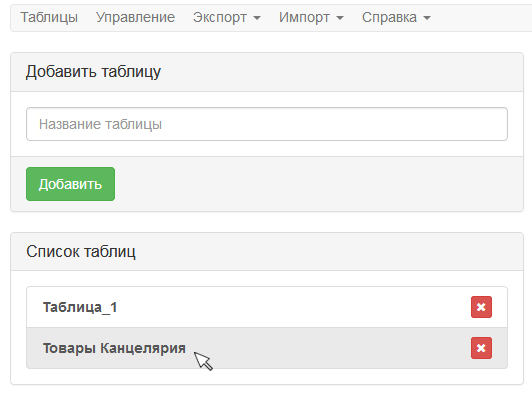 Таблицы Управление Экспорт Импорт Справка
Добавить таблицу
Название таблицы
Добавить
Список таблиц
Таблица_1
Товары Канцелярия